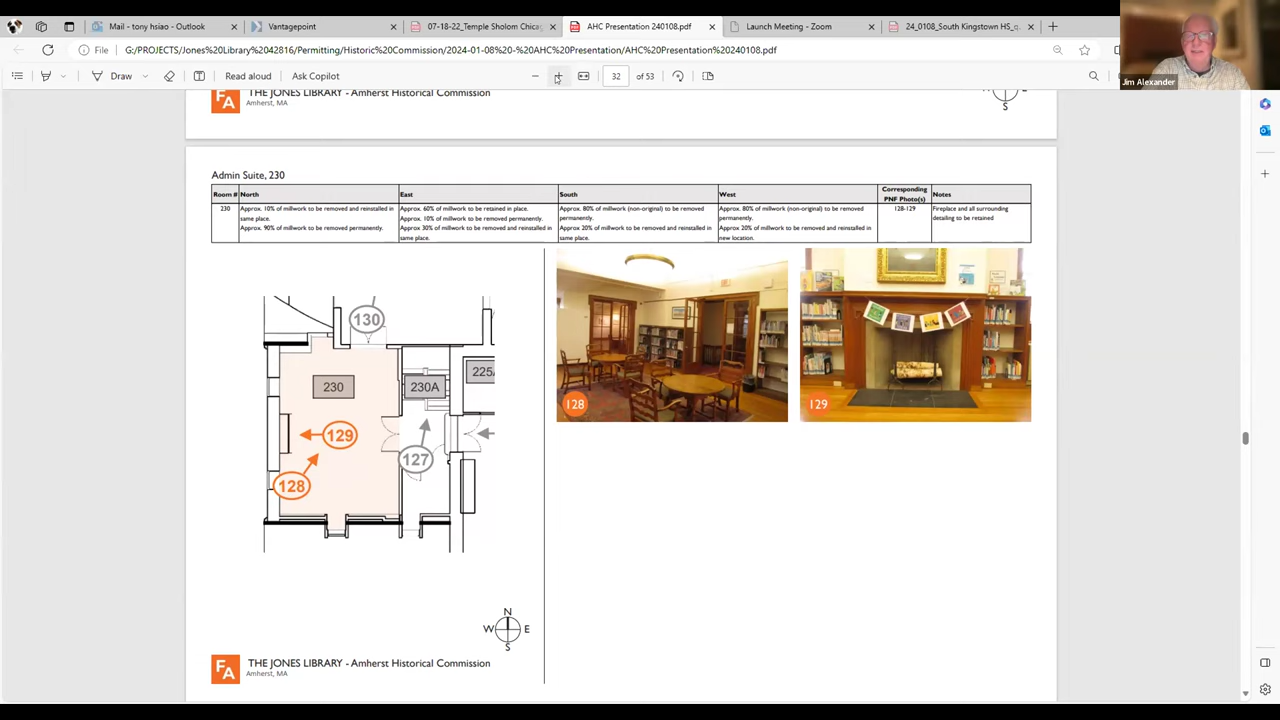 Mail - tony hsiao - Outlook
Vantagepoint
07-18-22_Temple Sholom Chicag
AHC Presentation 240108.pdf
Launch Meeting - Zoom
24_0108_South Kingstown HS_q
File
G:/PROJECTS/Jones%20Library%2042816/Permitting/Historic%20Commission/2024-01-08%20-%20AHC%20Presentation/AHC%20Presentation%20240108.pdf
Draw
Read aloud
Ask Copilot
32
of 53
Jim Alexander
FA
THE JONES LIBRARY - Amherst Historical Commission
Amherst, MA
S
Admin Suite, 230
Room #
North
East
South
West
Corresponding PNF Photo(s)
Notes
230
Approx. 10% of millwork to be removed and reinstalled in
same place.
Approx. 90% of millwork to be removed permanently.
Approx. 60% of millwork to be retained in place.
Approx. 10% of millwork to be removed permanently.
Approx 30% of millwork to be removed and reinstalled in
same place.
Approx. 80% of millwork (non-original) to be removed
permanently.
Approx 20% of millwork to be removed and reinstalled in
same place.
Approx. 80% of millwork (non-original) to be removed
permanently.
Approx 20% of millwork to be removed and reinstalled in
new location.
128-129
Fireplace and all surrounding
detailing to be retained
130
230
230A
225A
129
127
128
128
129
N
W E
S
FA
THE JONES LIBRARY - Amherst Historical Commission
Amherst, MA